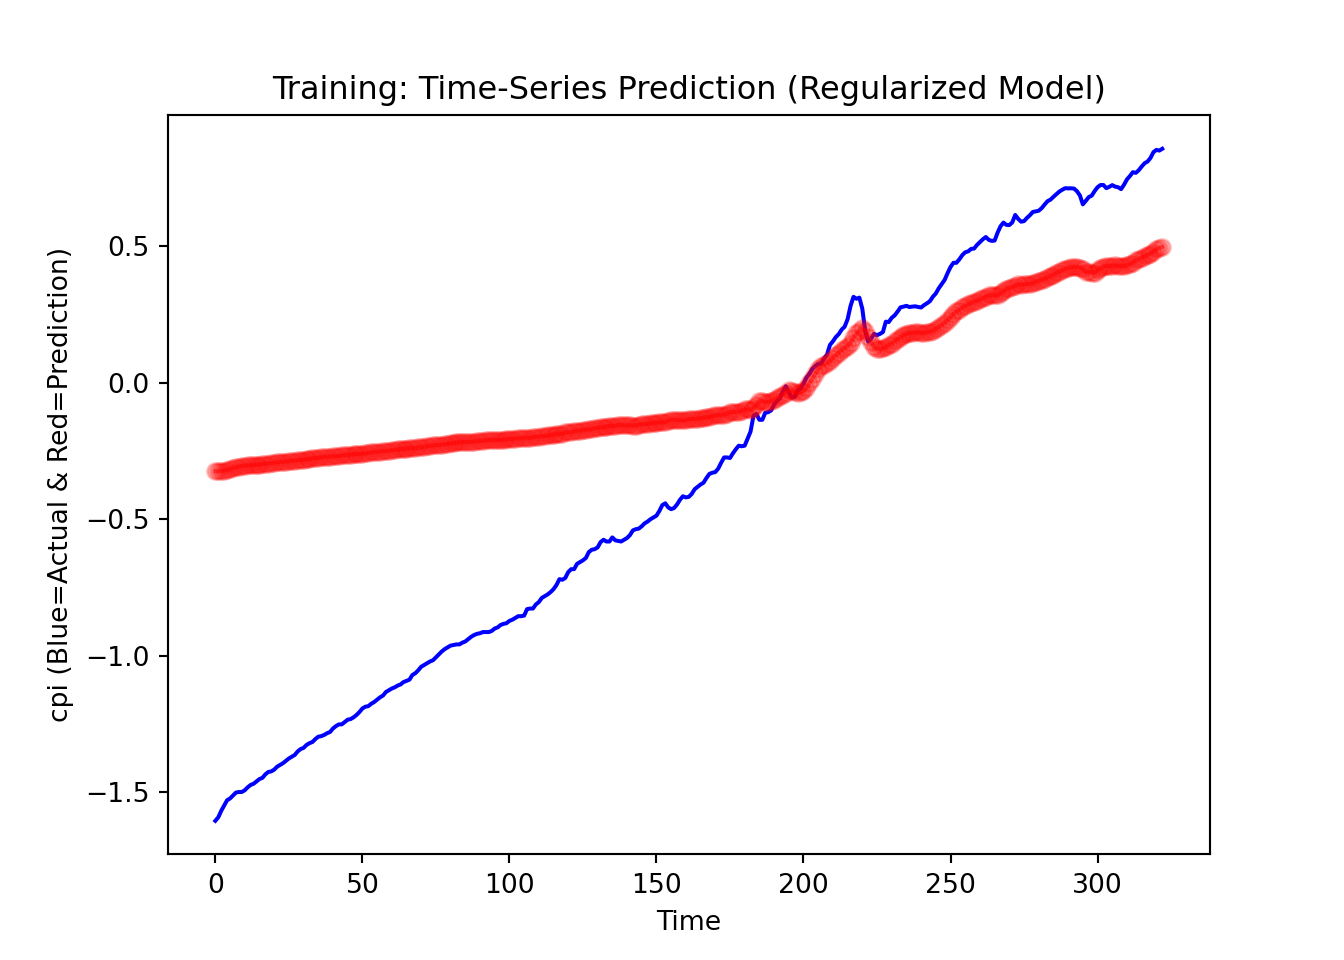 Training: Time-Series Prediction (Regularized Model)
cpi (Blue=Actual & Red=Prediction)
0.5
0.0
−0.5
−1.0
−1.5
0 50 100 150 200 250 300
Time